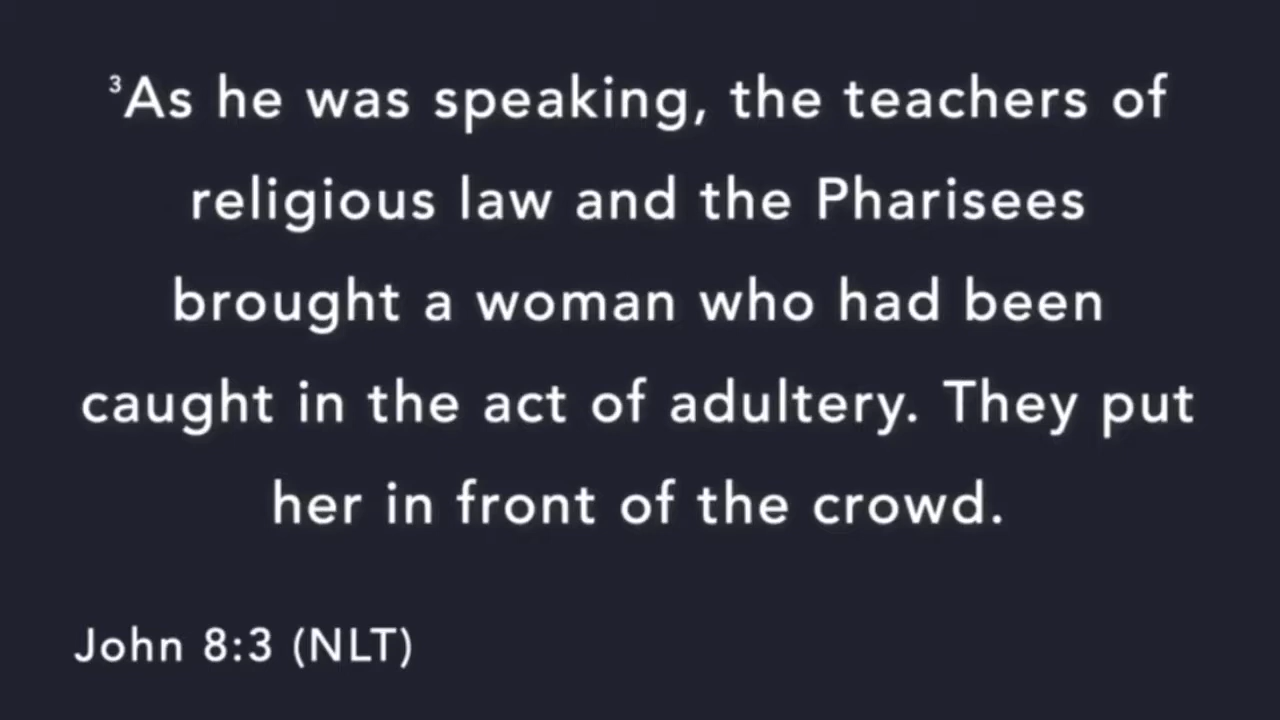 ³As he was speaking, the teachers of
religious law and the Pharisees
brought a woman who had been
caught in the act of adultery. They put
her in front of the crowd.
John 8:3 (NLT)